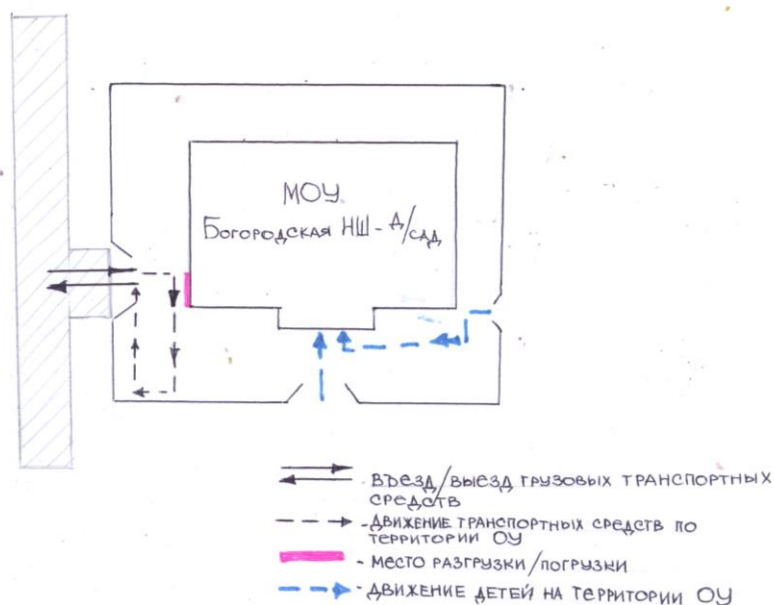 МОУ
Богородская НШ - Д/САД
ВЪЕЗД/ВЫЕЗД ГРУЗОВЫХ ТРАНСПОРТНЫХ
СРЕДСТВ
- ДВИЖЕНИЕ ТРАНСПОРТНЫХ СРЕДСТВ ПО
ТЕРРИТОРИИ ОУ
- МЕСТО РАЗГРУЗКИ/ПОГРУЗКИ
- ДВИЖЕНИЕ ДЕТЕЙ НА ТЕРРИТОРИИ ОУ